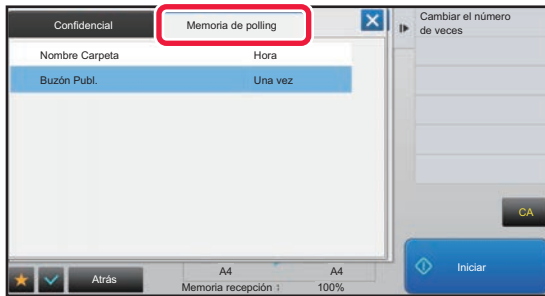 Confidencial
Memoria de polling
Nombre Carpeta
Hora
Buzón Publ.
Una vez
Cambiar el número
de veces
CA
Iniciar
Atrás
A4
A4
Memoria recepción :
100%